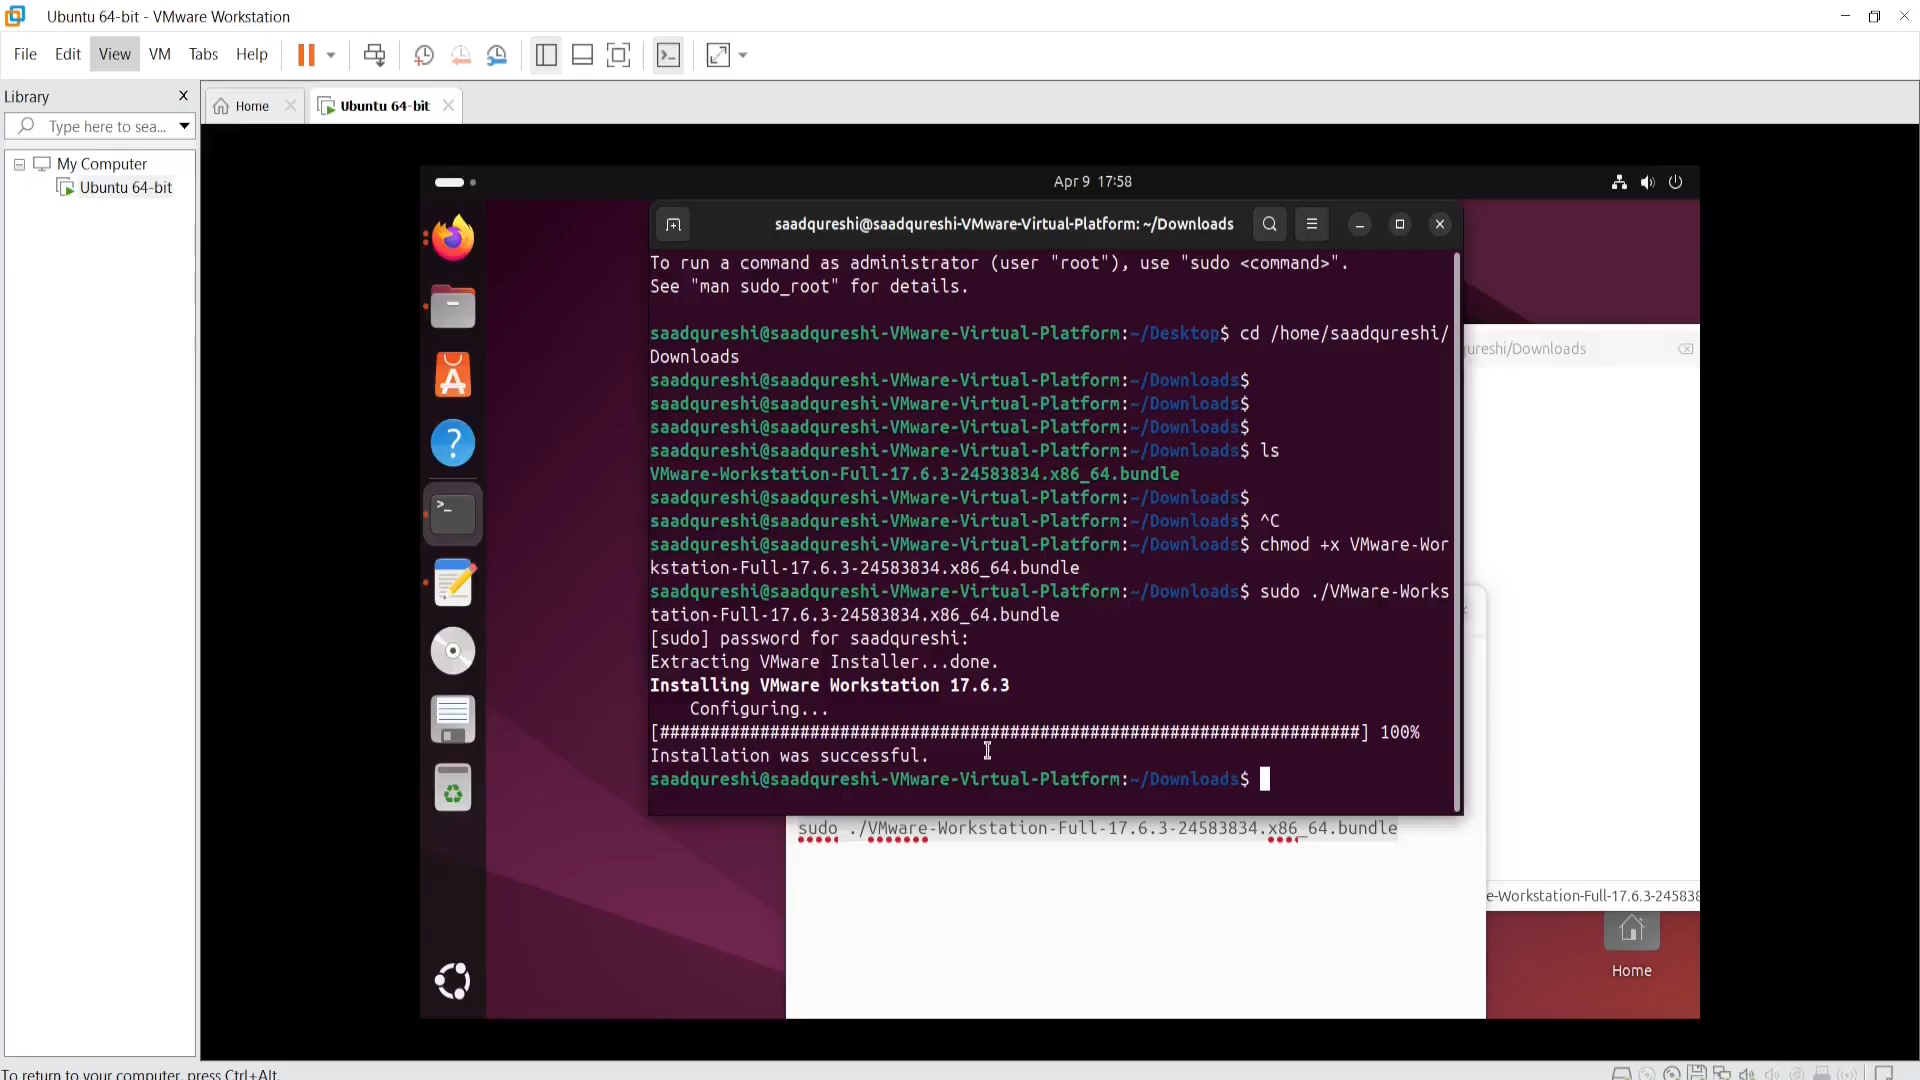 Ubuntu 64-bit - VMware Workstation
File Edit View VM Tabs Help
Library
Home
Ubuntu 64-bit
Type here to sea...
My Computer
Ubuntu 64-bit
Apr 9 17:58
saadqureshi@saadqureshi-VMware-Virtual-Platform: ~/Downloads
To run a command as administrator (user "root"), use "sudo <command>".
See "man sudo_root" for details.
saadqureshi@saadqureshi-VMware-Virtual-Platform:~/Desktop$ cd /home/saadqureshi/
Downloads
saadqureshi@saadqureshi-VMware-Virtual-Platform:~/Downloads$
saadqureshi@saadqureshi-VMware-Virtual-Platform:~/Downloads$
saadqureshi@saadqureshi-VMware-Virtual-Platform:~/Downloads$
saadqureshi@saadqureshi-VMware-Virtual-Platform:~/Downloads$ ls
VMware-Workstation-Full-17.6.3-24583834.x86_64.bundle
saadqureshi@saadqureshi-VMware-Virtual-Platform:~/Downloads$
saadqureshi@saadqureshi-VMware-Virtual-Platform:~/Downloads$ ^C
saadqureshi@saadqureshi-VMware-Virtual-Platform:~/Downloads$ chmod +x VMware-Wor
kstation-Full-17.6.3-24583834.x86_64.bundle
saadqureshi@saadqureshi-VMware-Virtual-Platform:~/Downloads$ sudo ./VMware-Works
tation-Full-17.6.3-24583834.x86_64.bundle
[sudo] password for saadqureshi:
Extracting VMware Installer...done.
Installing VMware Workstation 17.6.3
Configuring...
[######################################################################] 100%
Installation was successful.
saadqureshi@saadqureshi-VMware-Virtual-Platform:~/Downloads$
qureshi/Downloads
sudo ./VMware-Workstation-Full-17.6.3-24583834.x86_64.bundle
e-Workstation-Full-17.6.3-24583
Home
To return to your computer, press Ctrl+Alt.